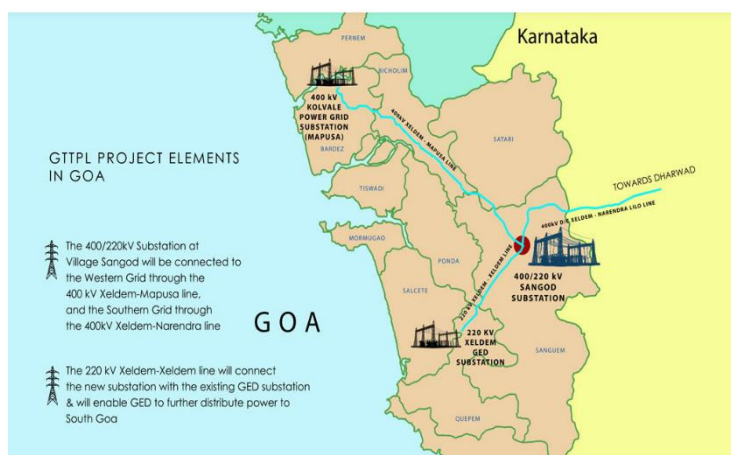 Karnataka
PERNEM
BICHOLIM
400 kV
KOLVALE
POWER GRID
SUBSTATION
(MAPUSA)
BARDEZ
400kV XELDEM - MAPUSA LINE
SATARI
GTTPL PROJECT ELEMENTS
IN GOA
TISWADI
TOWARDS DHARWAD
400kV D/C XELDEM - NARENDRA LILO LINE
MORMUGAO
PONDA
The 400/220kV Substation at
Village Sangod will be connected to
the Western Grid through the
400 kV Xeldem-Mapusa line,
and the Southern Grid through
the 400kV Xeldem-Narendra line
220 KV XELDEM - XELDEM LINE
400/220 kV
SANGOD
SUBSTATION
SALCETE
GOA
220 KV
XELDEM
GED
SUBSTATION
SANGUEM
The 220 kV Xeldem-Xeldem line will connect
the new substation with the existing GED substation
& will enable GED to further distribute power to
South Goa
QUEPEM